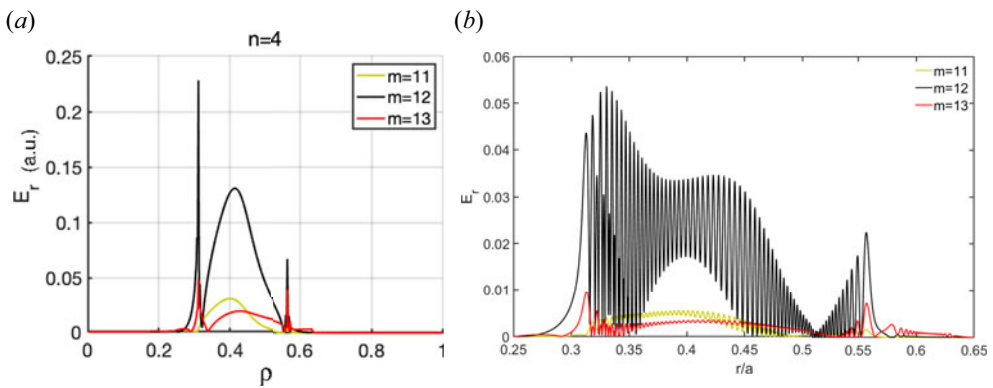 (a)
n=4
E_r (a.u.)
0.25
0.2
0.15
0.1
0.05
0
0 0.2 0.4 0.6 0.8 1
ρ
m=11
m=12
m=13
(b)
E_r
0.06
0.05
0.04
0.03
0.02
0.01
0
0.25 0.3 0.35 0.4 0.45 0.5 0.55 0.6 0.65
r/a
m=11
m=12
m=13